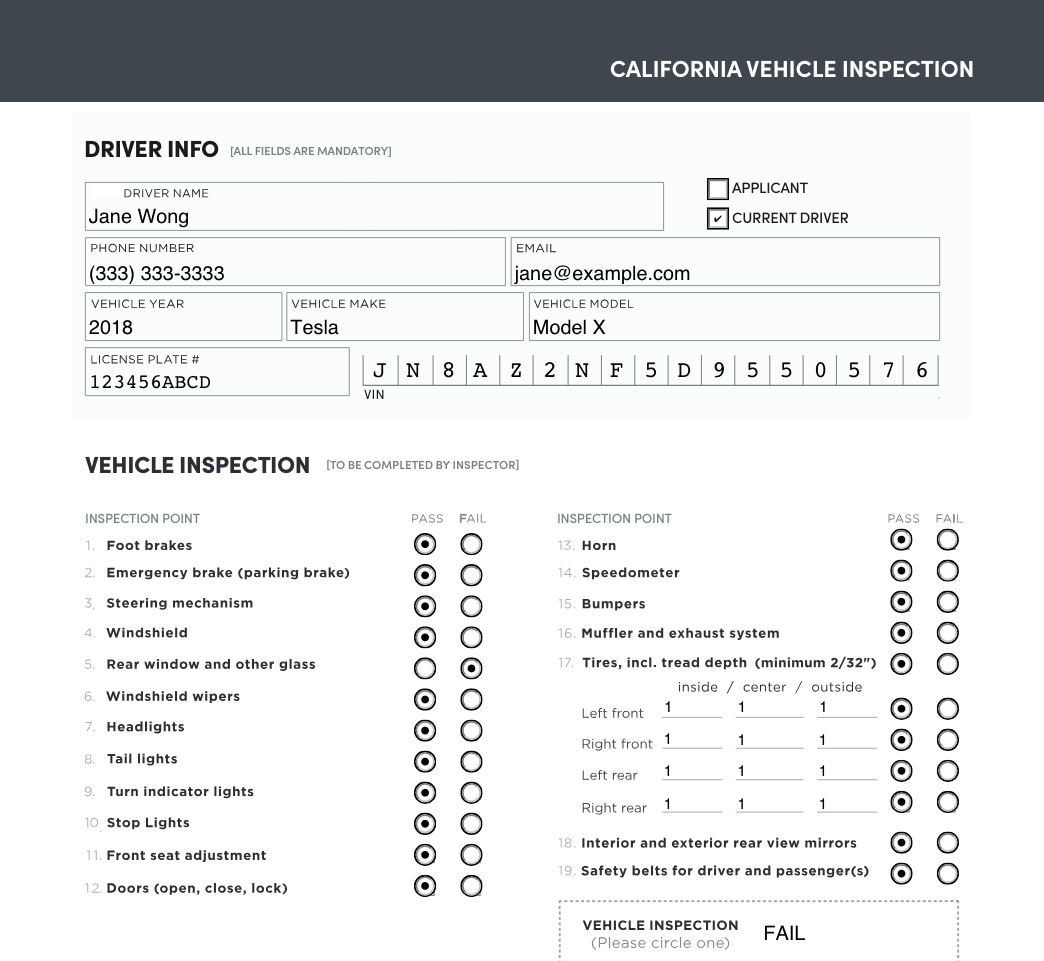 CALIFORNIA VEHICLE INSPECTION
DRIVER INFO [ALL FIELDS ARE MANDATORY]
DRIVER NAME
Jane Wong
APPLICANT
✔ CURRENT DRIVER
PHONE NUMBER
(333) 333-3333
EMAIL
jane@example.com
VEHICLE YEAR
2018
VEHICLE MAKE
Tesla
VEHICLE MODEL
Model X
LICENSE PLATE #
123456ABCD
J N 8 A Z 2 N F 5 D 9 5 5 0 5 7 6
VIN
VEHICLE INSPECTION [TO BE COMPLETED BY INSPECTOR]
INSPECTION POINT PASS FAIL
1. Foot brakes
2. Emergency brake (parking brake)
3. Steering mechanism
4. Windshield
5. Rear window and other glass
6. Windshield wipers
7. Headlights
8. Tail lights
9. Turn indicator lights
10. Stop Lights
11. Front seat adjustment
12. Doors (open, close, lock)
INSPECTION POINT PASS FAIL
13. Horn
14. Speedometer
15. Bumpers
16. Muffler and exhaust system
17. Tires, incl. tread depth (minimum 2/32")
inside / center / outside
Left front 1 1 1
Right front 1 1 1
Left rear 1 1 1
Right rear 1 1 1
18. Interior and exterior rear view mirrors
19. Safety belts for driver and passenger(s)
VEHICLE INSPECTION
(Please circle one)
FAIL